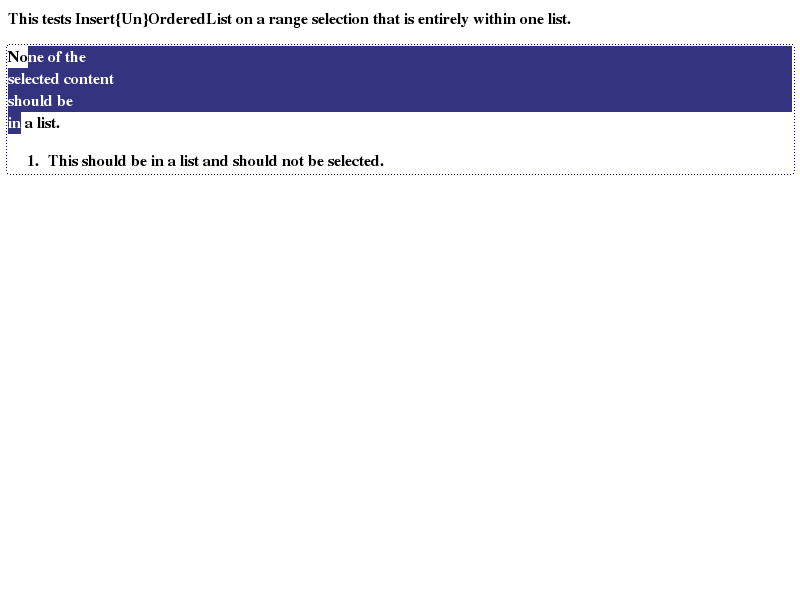 This tests Insert{Un}OrderedList on a range selection that is entirely within one list.
None of the
selected content
should be
in a list.
1. This should be in a list and should not be selected.